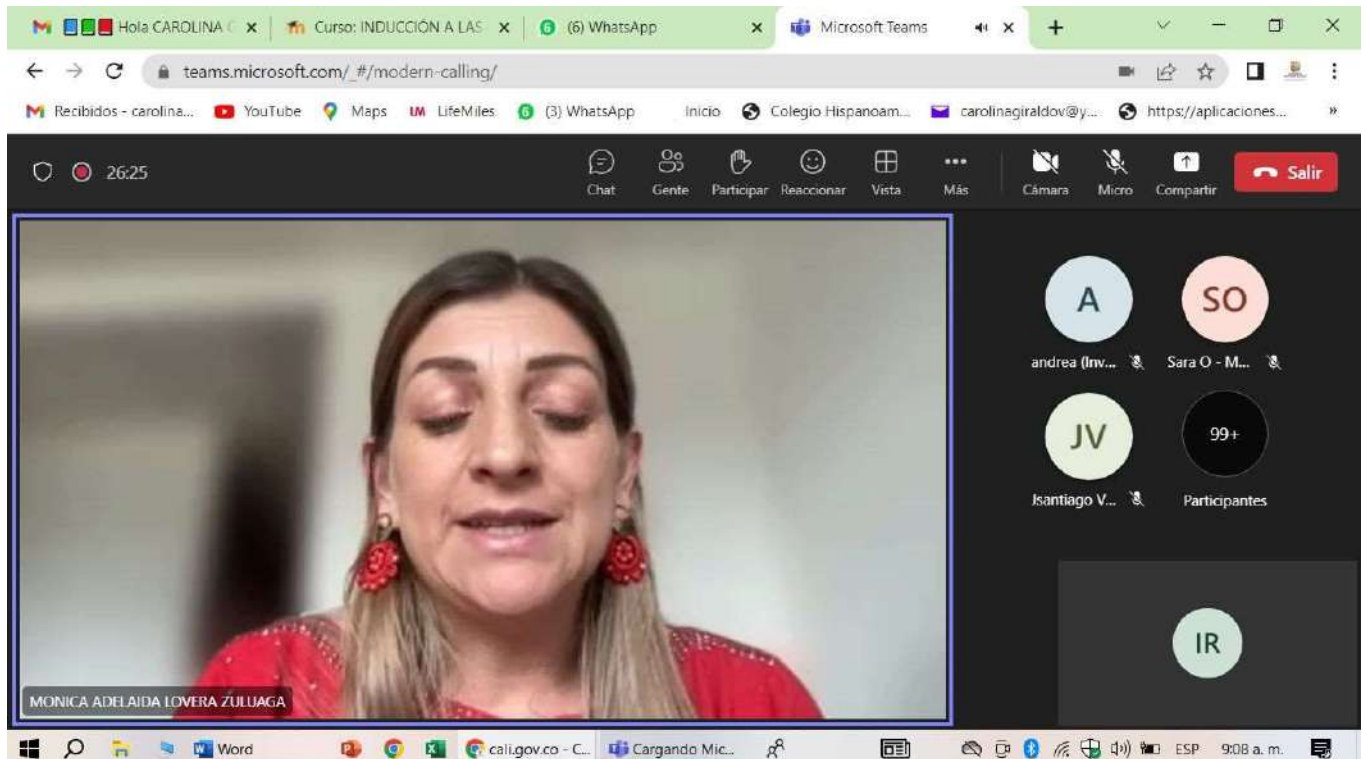 Hola CAROLINA G
Curso: INDUCCIÓN A LAS
(6) WhatsApp
Microsoft Teams
teams.microsoft.com/_#/modern-calling/
Recibidos - carolina...
YouTube
Maps
LM LifeMiles
(3) WhatsApp
Inicio
Colegio Hispanoam...
carolinagiraldov@y...
https://aplicaciones...
»
26:25
Chat
Gente
Participar
Reaccionar
Vista
Más
Cámara
Micro
Compartir
Salir
A
SO
andrea (Inv...
Sara O - M...
JV
99+
Jsantiago V...
Participantes
IR
MONICA ADELAIDA LOVERA ZULUAGA
Word
cali.gov.co - C...
Cargando Mic...
ESP
9:08 a. m.